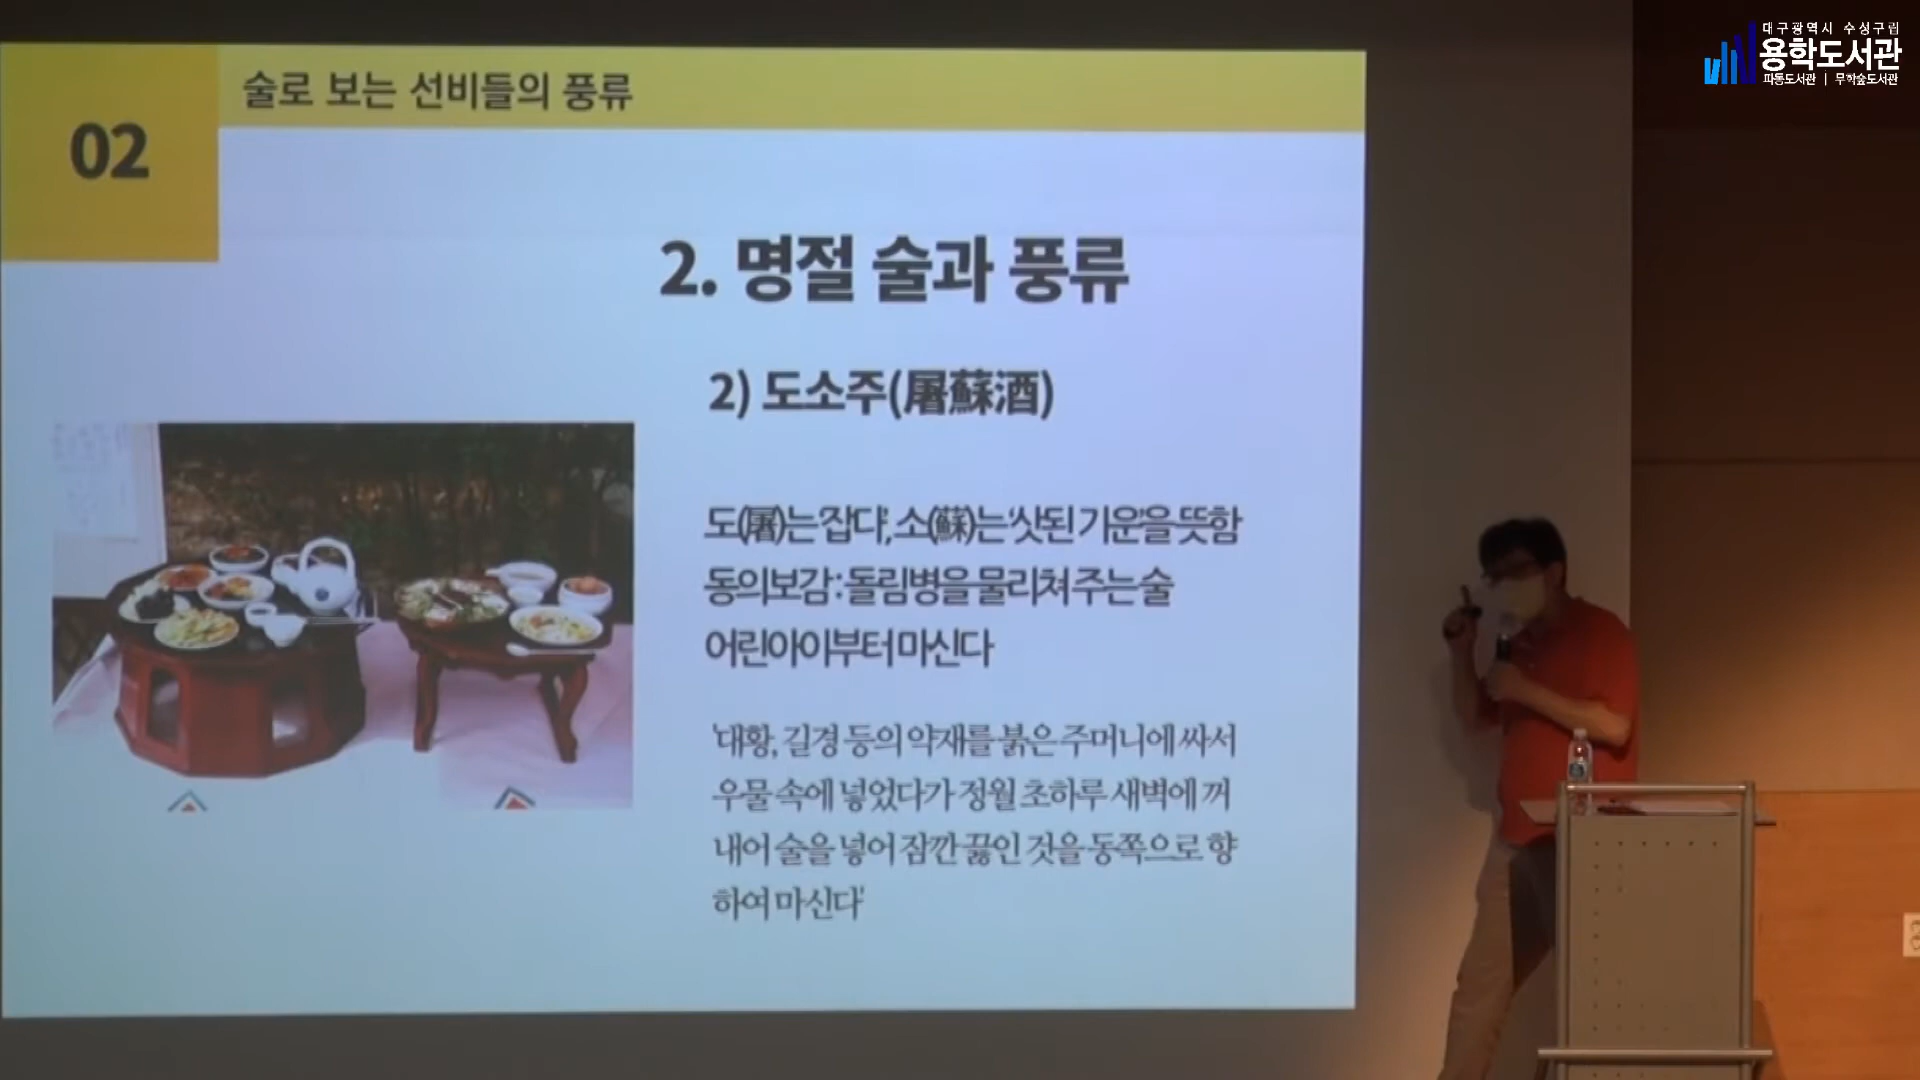 대구광역시 수성구립
용학도서관
파동도서관 | 무학숲도서관
술로 보는 선비들의 풍류
02
2. 명절 술과 풍류
2) 도소주(屠蘇酒)
도(屠)는 '잡다', 소(蘇)는 '삿된 기운'을 뜻함
동의보감 : 돌림병을 물리쳐 주는 술
어린아이부터 마신다
'대황, 길경 등의 약재를 붉은 주머니에 싸서
우물 속에 넣었다가 정월 초하루 새벽에 꺼
내어 술을 넣어 잠깐 끓인 것을 동쪽으로 향
하여 마신다'